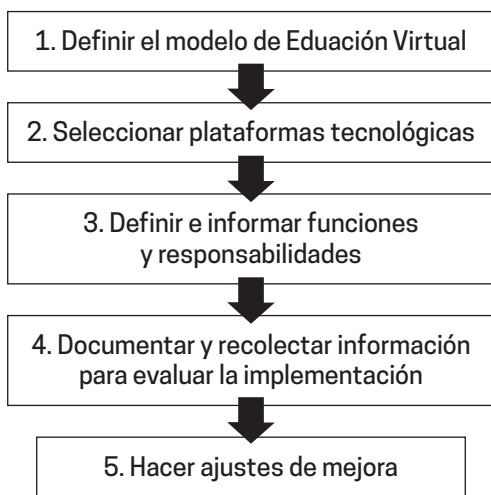 1. Definir el modelo de Eduación Virtual
2. Seleccionar plataformas tecnológicas
3. Definir e informar funciones
y responsabilidades
4. Documentar y recolectar información
para evaluar la implementación
5. Hacer ajustes de mejora